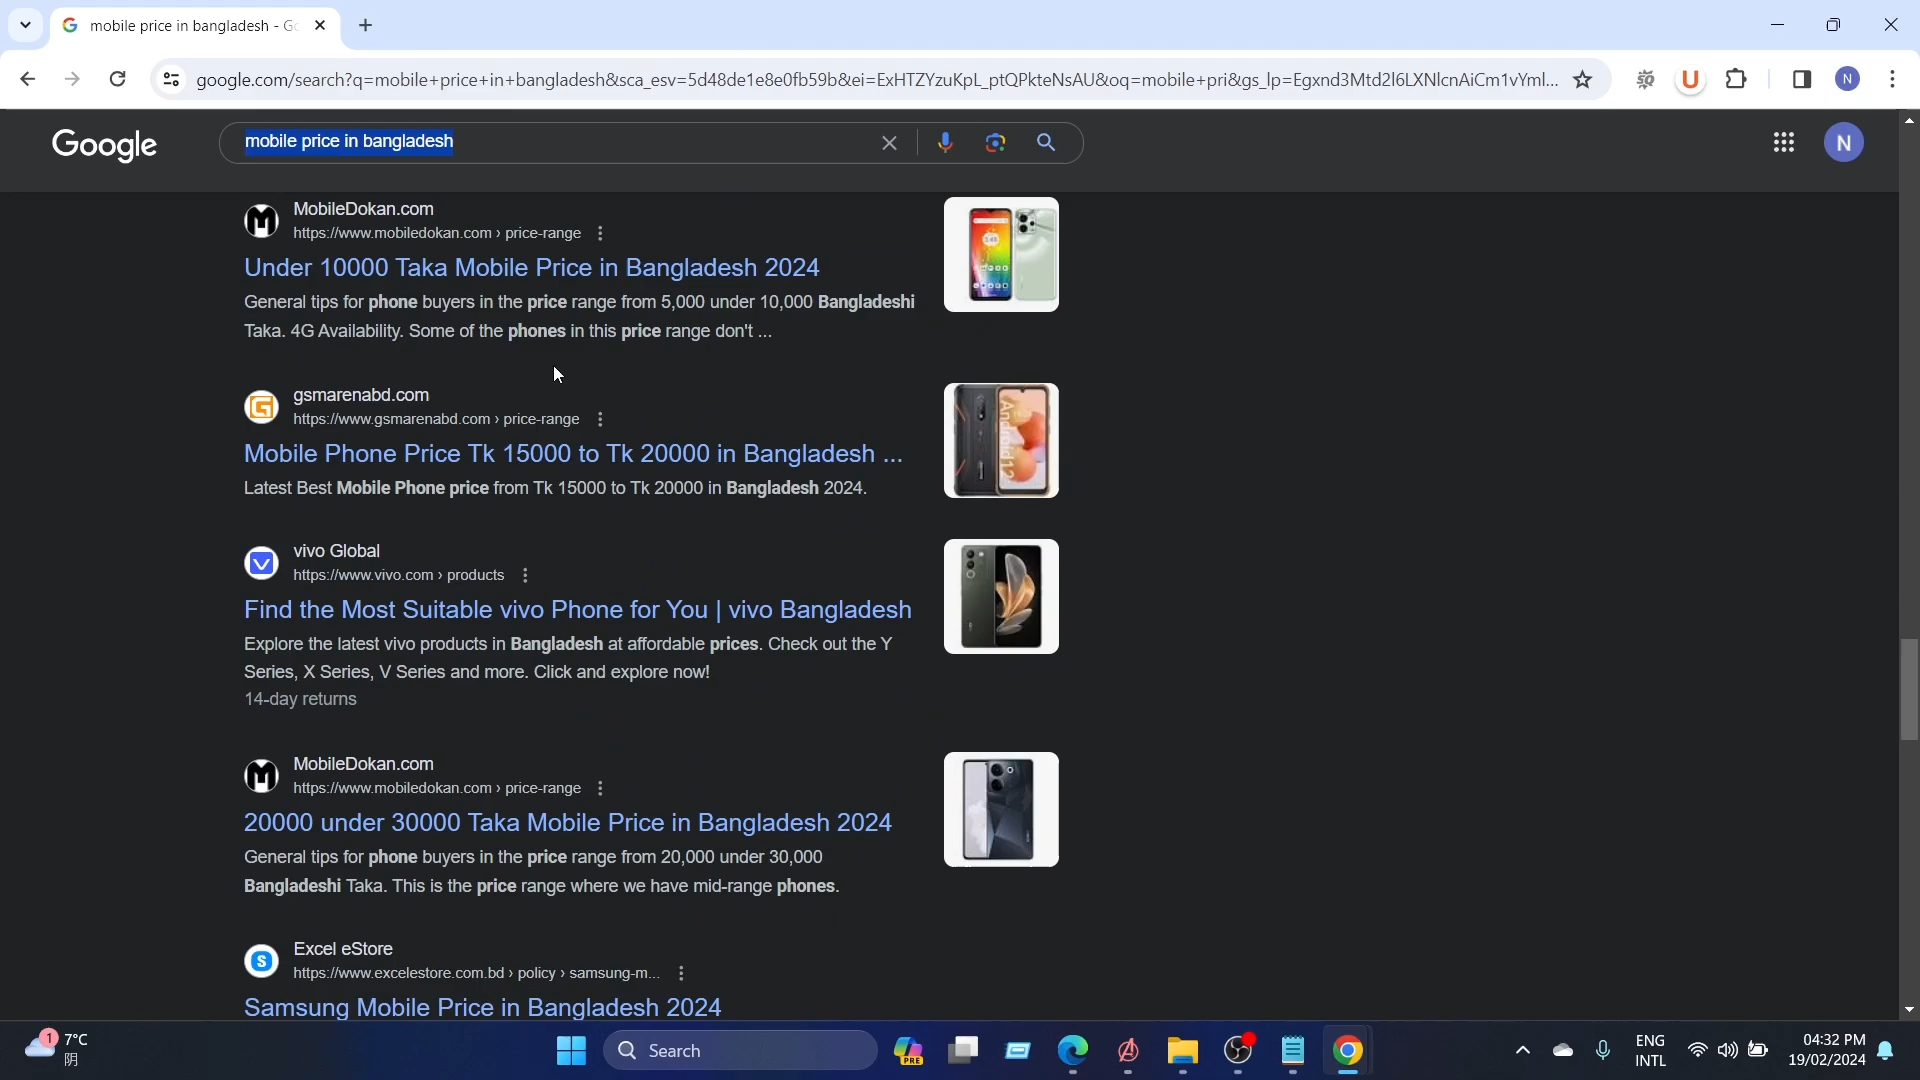 mobile price in bangladesh - Go
google.com/search?q=mobile+price+in+bangladesh&sca_esv=5d48de1e8e0fb59b&ei=ExHTZYzuKpL_ptQPkteNsAU&oq=mobile+pri&gs_lp=Egxnd3Mtd2l6LXNlcnAiCm1vYml...
N
Google
mobile price in bangladesh
N
MobileDokan.com
https://www.mobiledokan.com › price-range
Under 10000 Taka Mobile Price in Bangladesh 2024
General tips for phone buyers in the price range from 5,000 under 10,000 Bangladeshi
Taka. 4G Availability. Some of the phones in this price range don't ...
gsmarenabd.com
https://www.gsmarenabd.com › price-range
Mobile Phone Price Tk 15000 to Tk 20000 in Bangladesh ...
Latest Best Mobile Phone price from Tk 15000 to Tk 20000 in Bangladesh 2024.
Android12
vivo Global
https://www.vivo.com › products
Find the Most Suitable vivo Phone for You | vivo Bangladesh
Explore the latest vivo products in Bangladesh at affordable prices. Check out the Y
Series, X Series, V Series and more. Click and explore now!
14-day returns
MobileDokan.com
https://www.mobiledokan.com › price-range
20000 under 30000 Taka Mobile Price in Bangladesh 2024
General tips for phone buyers in the price range from 20,000 under 30,000
Bangladeshi Taka. This is the price range where we have mid-range phones.
Excel eStore
https://www.excelestore.com.bd › policy › samsung-m...
Samsung Mobile Price in Bangladesh 2024
1
7°C
阴
Search
PRE
ENG
INTL
04:32 PM
19/02/2024